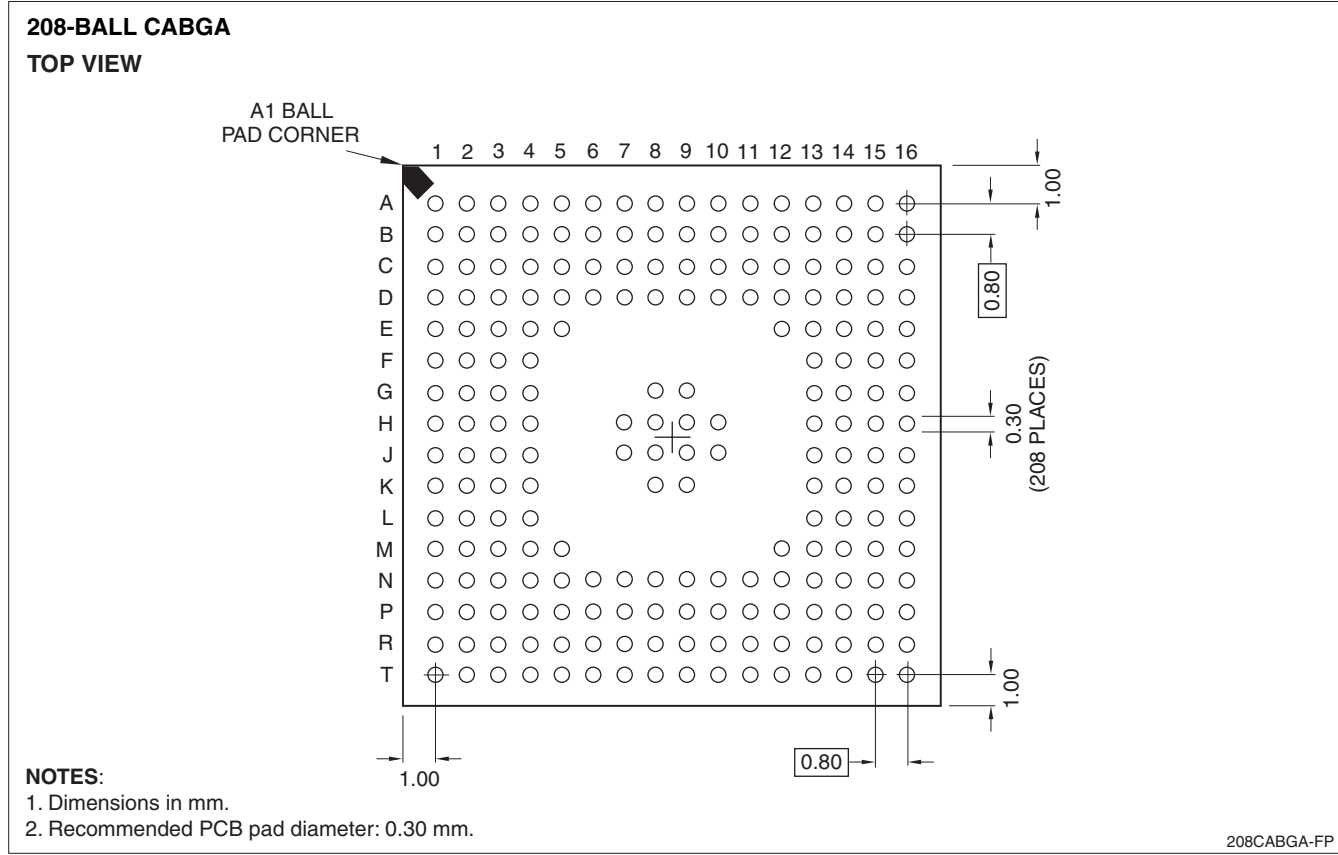 208-BALL CABGA
TOP VIEW
A1 BALL
PAD CORNER
1 2 3 4 5 6 7 8 9 10 11 12 13 14 15 16
A
B
C
D
E
F
G
H
J
K
L
M
N
P
R
T
1.00
0.80
0.30
(208 PLACES)
1.00
0.80
1.00
NOTES:
1. Dimensions in mm.
2. Recommended PCB pad diameter: 0.30 mm.
208CABGA-FP